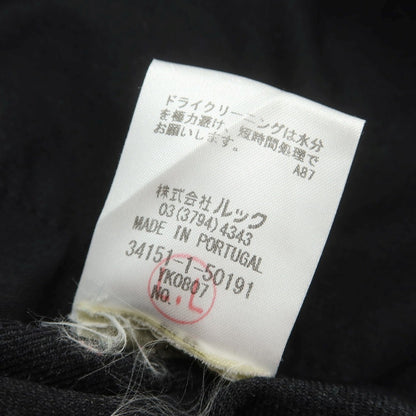 ドライクリーニングは水分
を極力避け、短時間処理で
お願いします。
A87
株式会社 ルック
03(3794)4343
MADE IN PORTUGAL
34151-1-50191
YK0807
NO.
L